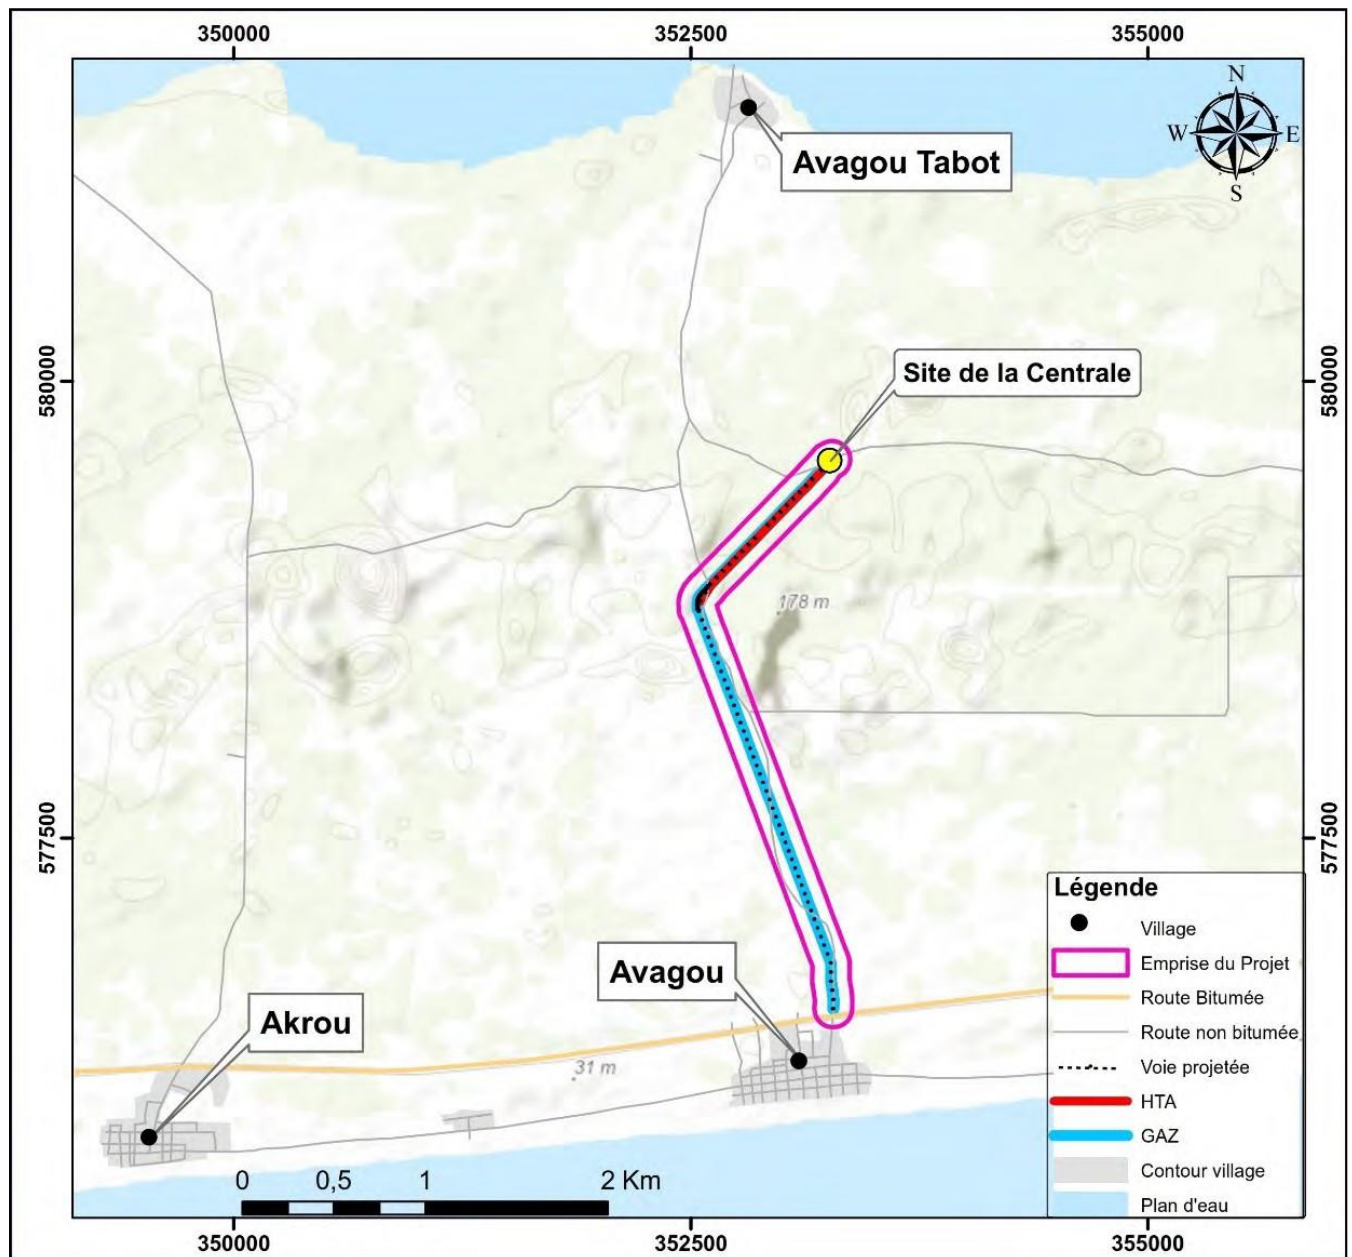 350000
352500
355000
N
W
E
S
Avagou Tabot
580000
580000
Site de la Centrale
178 m
577500
577500
Légende
Village
Emprise du Projet
Route Bitumée
Route non bitumée
Voie projetée
HTA
GAZ
Contour village
Plan d'eau
Avagou
Akrou
31 m
0 0,5 1 2 Km
350000
352500
355000